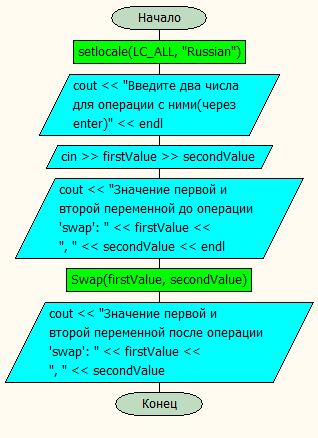 Начало
setlocale(LC_ALL, "Russian")
cout << "Введите два числа
для операции с ними(через
enter)" << endl
cin >> firstValue >> secondValue
cout << "Значение первой и
второй переменной до операции
'swap': " << firstValue <<
", " << secondValue << endl
Swap(firstValue, secondValue)
cout << "Значение первой и
второй переменной после операции
'swap': " << firstValue <<
", " << secondValue
Конец